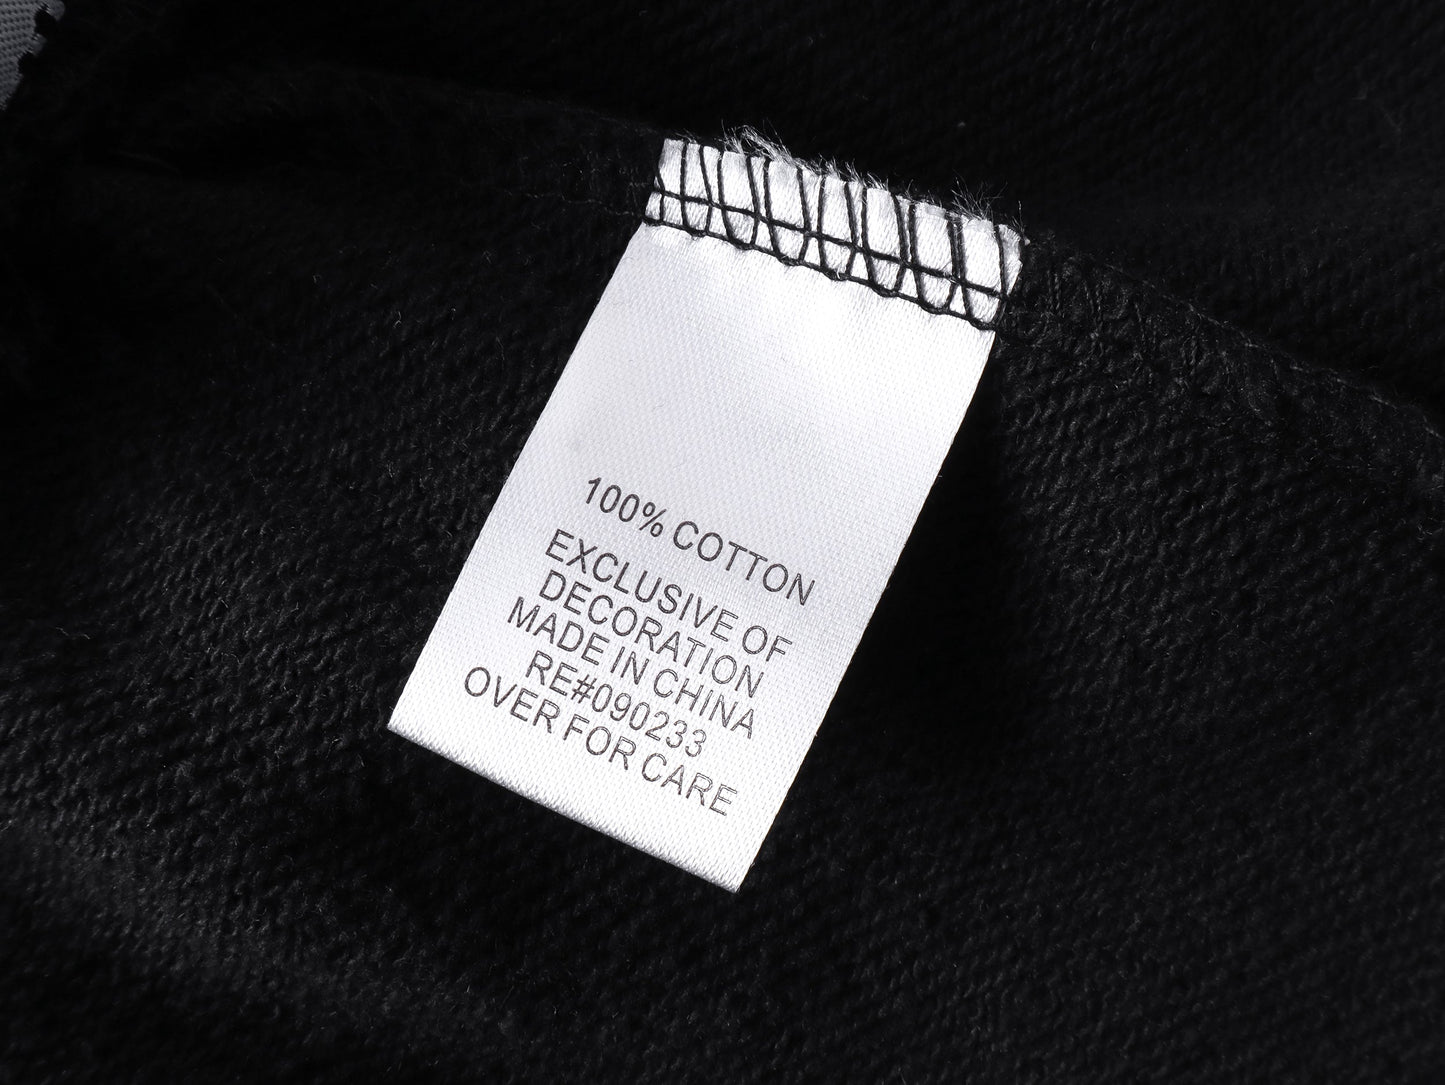 100% COTTON
EXCLUSIVE OF
DECORATION
MADE IN CHINA
RE#090233
OVER FOR CARE